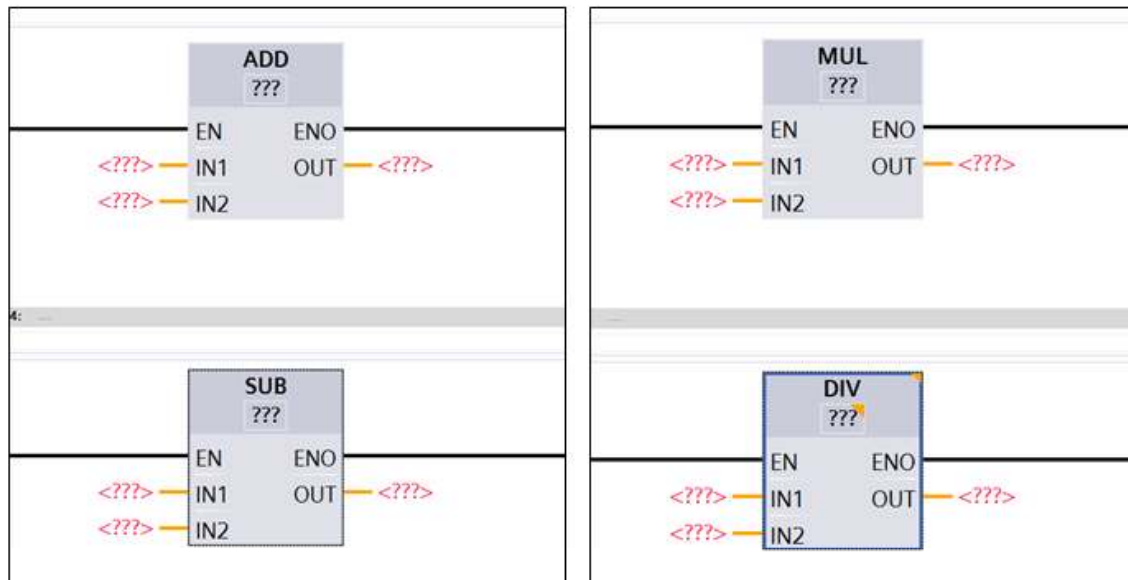 ADD
???
EN ENO
<???> IN1 OUT <???>
<???> IN2
4: ...
SUB
???
EN ENO
<???> IN1 OUT <???>
<???> IN2
MUL
???
EN ENO
<???> IN1 OUT <???>
<???> IN2
...
DIV
???
EN ENO
<???> IN1 OUT <???>
<???> IN2